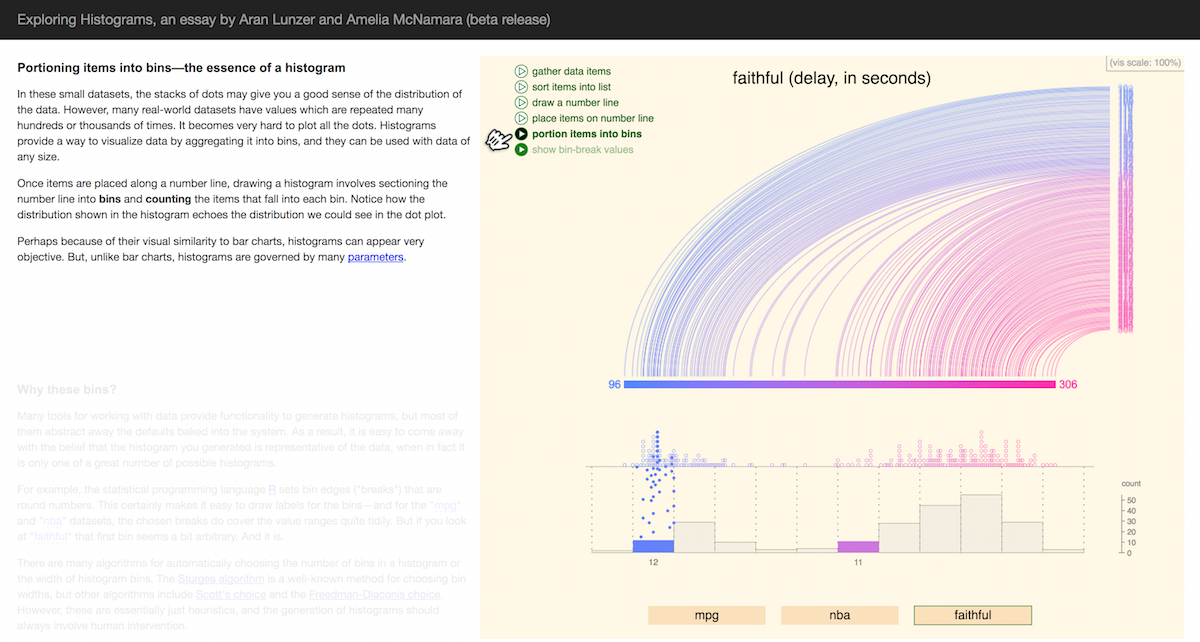 Exploring Histograms, an essay by Aran Lunzer and Amelia McNamara (beta release)
Portioning items into bins—the essence of a histogram
In these small datasets, the stacks of dots may give you a good sense of the distribution of
the data. However, many real-world datasets have values which are repeated many
hundreds or thousands of times. It becomes very hard to plot all the dots. Histograms
provide a way to visualize data by aggregating it into bins, and they can be used with data of
any size.
Once items are placed along a number line, drawing a histogram involves sectioning the
number line into bins and counting the items that fall into each bin. Notice how the
distribution shown in the histogram echoes the distribution we could see in the dot plot.
Perhaps because of their visual similarity to bar charts, histograms can appear very
objective. But, unlike bar charts, histograms are governed by many parameters.
Why these bins?
Many tools for working with data provide functionality to generate histograms, but most of
them abstract away the defaults baked into the system. As a result, it is easy to come away
with the belief that the histogram you generated is representative of the data, when in fact it
is only one of a great number of possible histograms.
For example, the statistical programming language R sets bin edges ("breaks") that are
round numbers. This certainly makes it easy to draw labels for the bins—and for the "mpg"
and "nba" datasets, the chosen breaks do cover the value ranges quite tidily. But if you look
at "faithful" that first bin seems a bit arbitrary. And it is.
There are many algorithms for automatically choosing the number of bins in a histogram or
the width of histogram bins. The Sturges algorithm is a well-known method for choosing bin
widths, but other algorithms include Scott's choice and the Freedman-Diaconis choice.
However, these are essentially just heuristics, and the generation of histograms should
always involve human intervention.
gather data items
sort items into list
draw a number line
place items on number line
portion items into bins
show bin-break values
faithful (delay, in seconds)
(vis scale: 100%)
96
306
count
50
40
30
20
10
0
12
11
mpg
nba
faithful